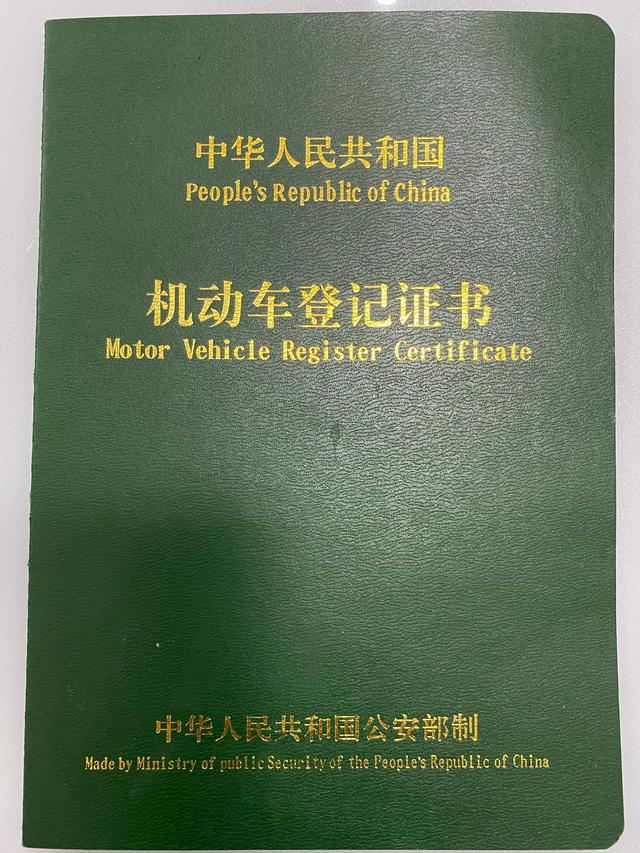 中华人民共和国
People's Republic of China
机动车登记证书
Motor Vehicle Register Certificate
中华人民共和国公安部制
Made by Ministry of public Security of the People's Republic of China